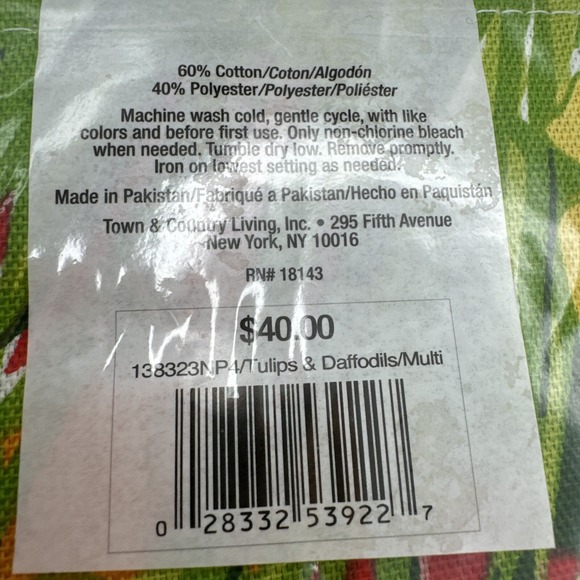 60% Cotton/Coton/Algodón
40% Polyester/Polyester/Poliéster
Machine wash cold, gentle cycle, with like
colors and before first use. Only non-chlorine bleach
when needed. Tumble dry low. Remove promptly.
Iron on lowest setting as needed.
Made in Pakistan/Fabriqué a Pakistan/Hecho en Paquistán
Town & Country Living, Inc. • 295 Fifth Avenue
New York, NY 10016
RN# 18143
$40.00
138323NP4/Tulips & Daffodils/Multi
0 28332 53922 7